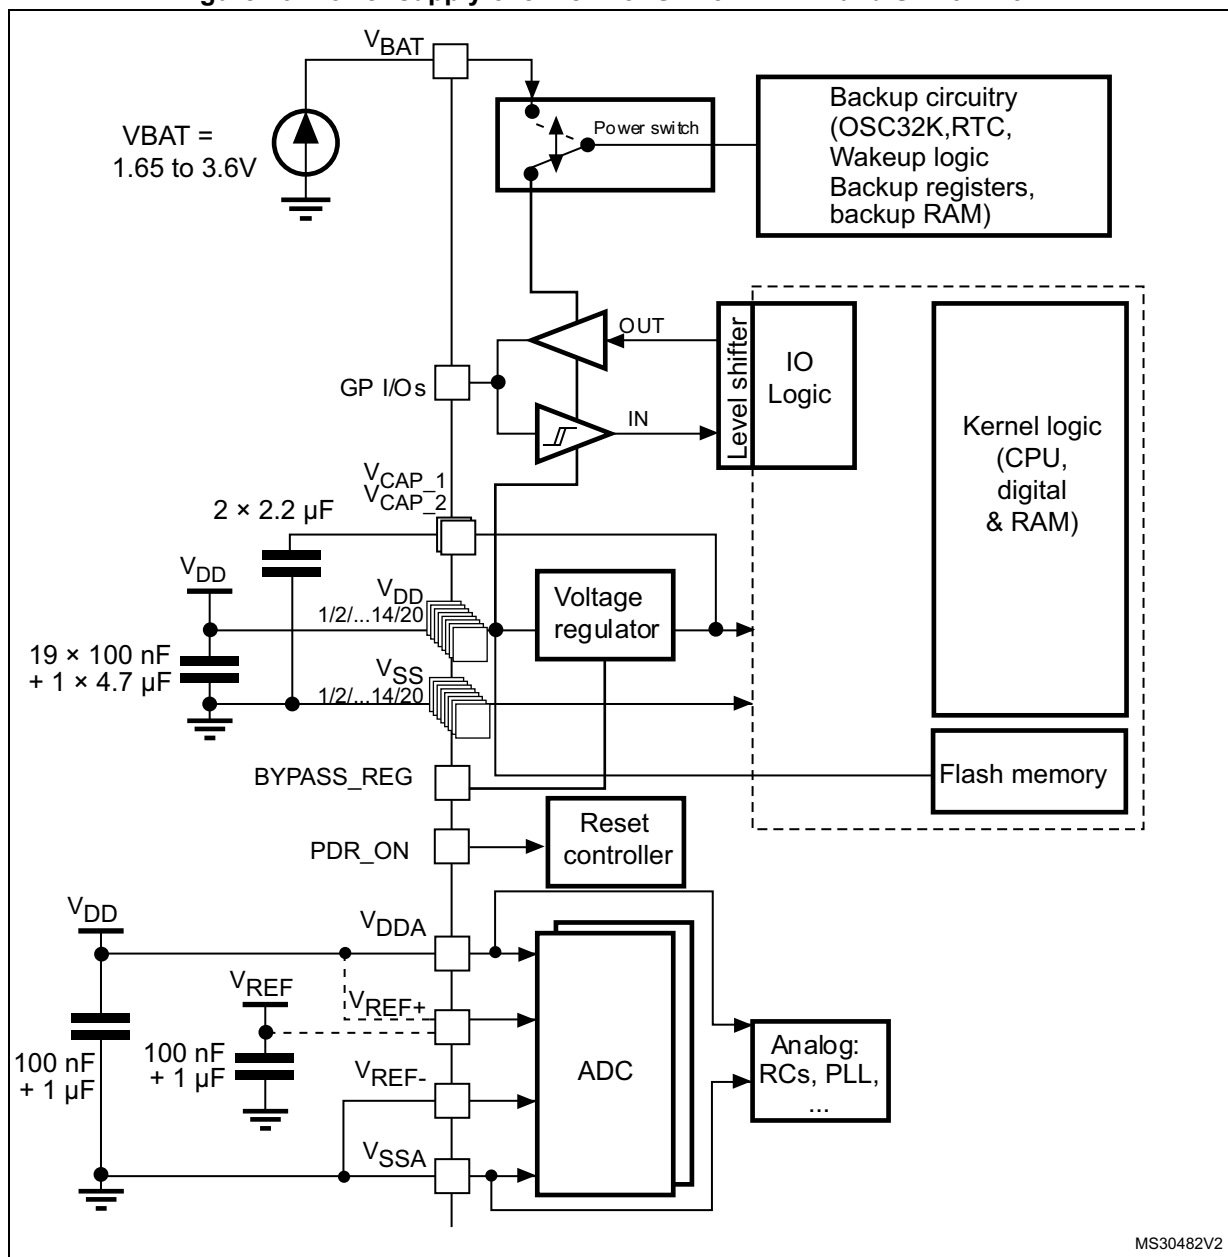 VBAT
VBAT =
1.65 to 3.6V
Power switch
Backup circuitry
(OSC32K,RTC,
Wakeup logic
Backup registers,
backup RAM)
OUT
GP I/Os
IN
Level shifter
IO
Logic
Kernel logic
(CPU,
digital
& RAM)
VCAP_1
VCAP_2
2 × 2.2 µF
VDD
VDD
1/2/...14/20
Voltage
regulator
19 × 100 nF
+ 1 × 4.7 µF
VSS
1/2/...14/20
BYPASS_REG
Flash memory
PDR_ON
Reset
controller
VDD
VDDA
VREF
VREF+
100 nF
+ 1 µF
100 nF
+ 1 µF
VREF-
ADC
Analog:
RCs, PLL,
...
VSSA
MS30482V2